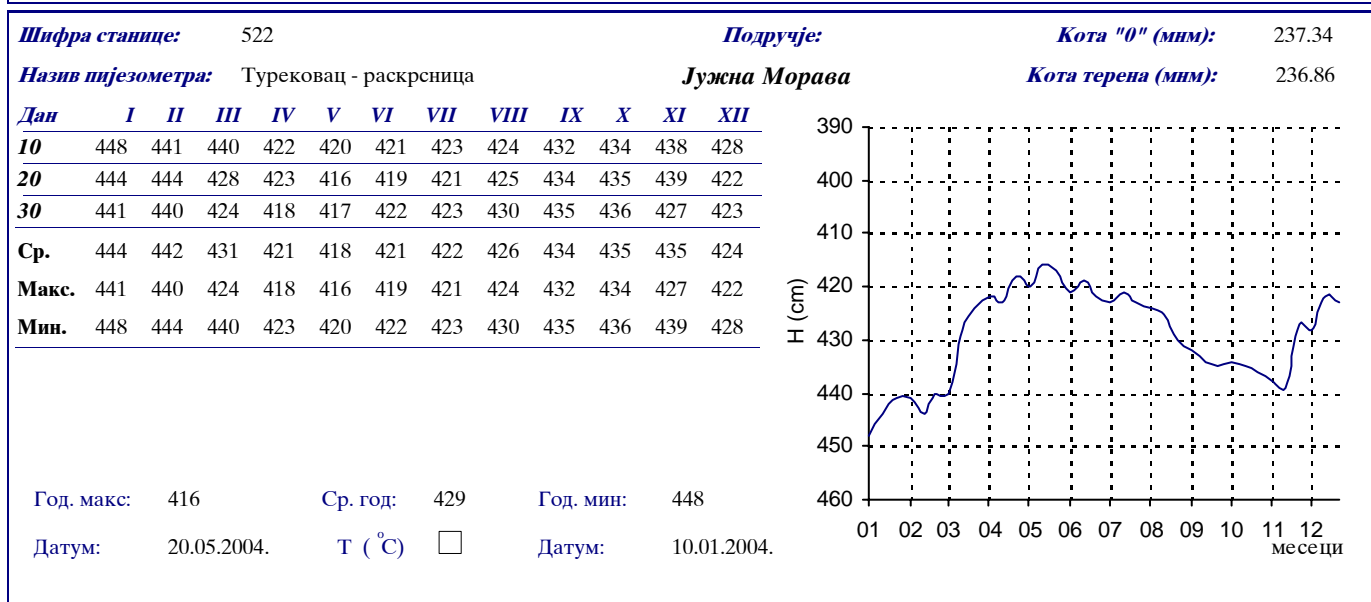 Шифра станице: 522 Подручје: Кота "0" (мнм): 237.34
Назив пијезометра: Турековац - раскрсница Јужна Морава Кота терена (мнм): 236.86
Дан I II III IV V VI VII VIII IX X XI XII
10 448 441 440 422 420 421 423 424 432 434 438 428
20 444 444 428 423 416 419 421 425 434 435 439 422
30 441 440 424 418 417 422 423 430 435 436 427 423
Ср. 444 442 431 421 418 421 422 426 434 435 435 424
Макс. 441 440 424 418 416 419 421 424 432 434 427 422
Мин. 448 444 440 423 420 422 423 430 435 436 439 428
Год. макс: 416 Ср. год: 429 Год. мин: 448
Датум: 20.05.2004. Т ( °С) Датум: 10.01.2004.
H (cm)
390
400
410
420
430
440
450
460
01 02 03 04 05 06 07 08 09 10 11 12
месеци